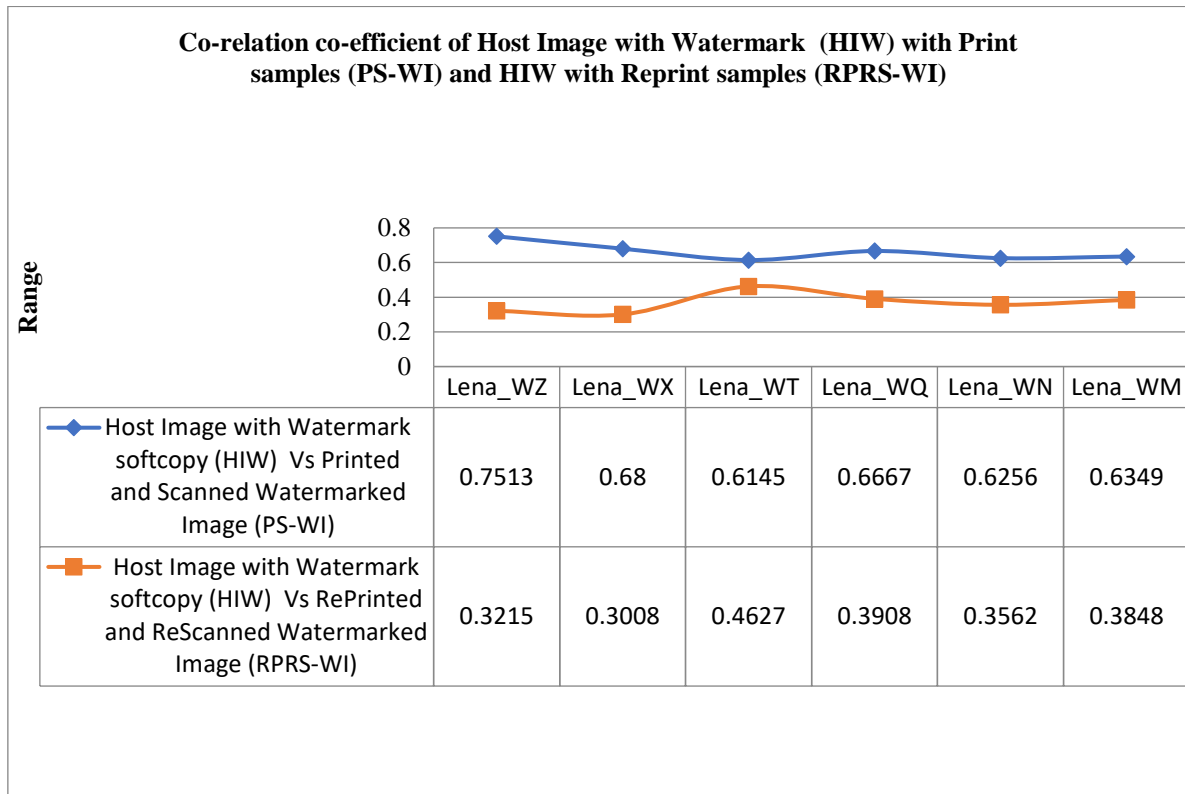 Co-relation co-efficient of Host Image with Watermark  (HIW) with Print
samples (PS-WI) and HIW with Reprint samples (RPRS-WI)
Range
0.8
0.6
0.4
0.2
0
Lena_WZ Lena_WX Lena_WT Lena_WQ Lena_WN Lena_WM
Host Image with Watermark
softcopy (HIW)  Vs Printed
and Scanned Watermarked
Image (PS-WI)
0.7513 0.68 0.6145 0.6667 0.6256 0.6349
Host Image with Watermark
softcopy (HIW)  Vs RePrinted
and ReScanned Watermarked
Image (RPRS-WI)
0.3215 0.3008 0.4627 0.3908 0.3562 0.3848